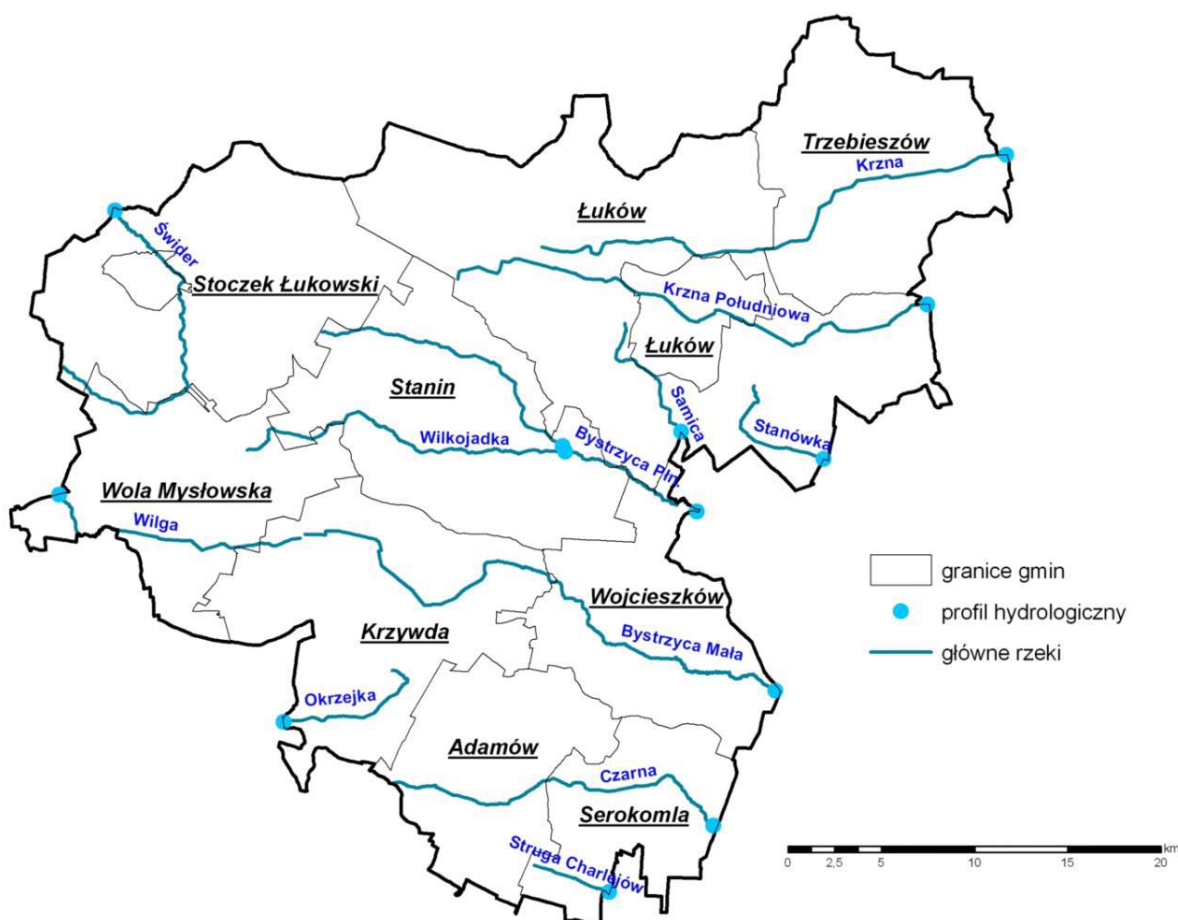 Trzebieszów
Krzna
Łuków
Świder
Stoczek Łukowski
Krzna Południowa
Łuków
Stanin
Samica
Stanówka
Wilkojadka
Bystrzyca Płn.
Wola Mysłowska
Wilga
granice gmin
Wojcieszków
profil hydrologiczny
Krzywda
Bystrzyca Mała
główne rzeki
Okrzejka
Adamów
Czarna
Serokomla
Struga Charlejów
km
0 2,5 5 10 15 20